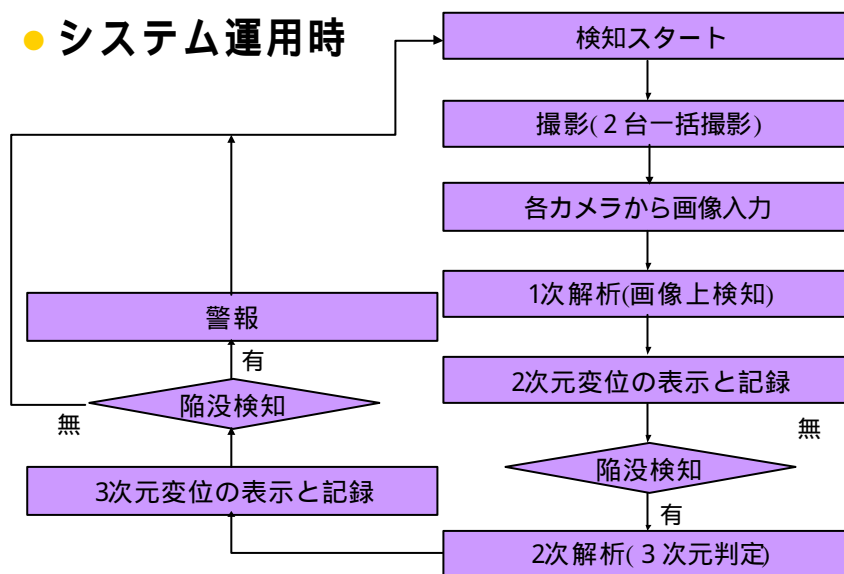 ● システム運用時
検知スタート
撮影(２台一括撮影)
各カメラから画像入力
1次解析(画像上検知)
2次元変位の表示と記録
無
陥没検知
有
2次解析(３次元判定)
3次元変位の表示と記録
陥没検知
無
有
警報